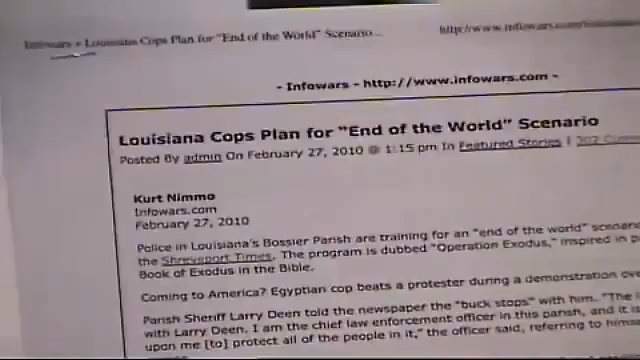 Infowars » Louisiana Cops Plan for "End of the World" Scenario...
http://www.infowars.com/
- Infowars - http://www.infowars.com -
Louisiana Cops Plan for "End of the World" Scenario
Posted By admin On February 27, 2010 @ 1:15 pm In Featured Stories |
Kurt Nimmo
Infowars.com
February 27, 2010
Police in Louisiana's Bossier Parish are training for an "end of the world"
the Shreveport Times. The program is dubbed "Operation Exodus," inspired in
Book of Exodus in the Bible.
Coming to America? Egyptian cop beats a protester during a demonstration
Parish Sheriff Larry Deen told the newspaper the "buck stops" with him.
with Larry Deen. I am the chief law enforcement officer in this parish, and it is
upon me [to] protect all of the people in it," the officer said, referring to